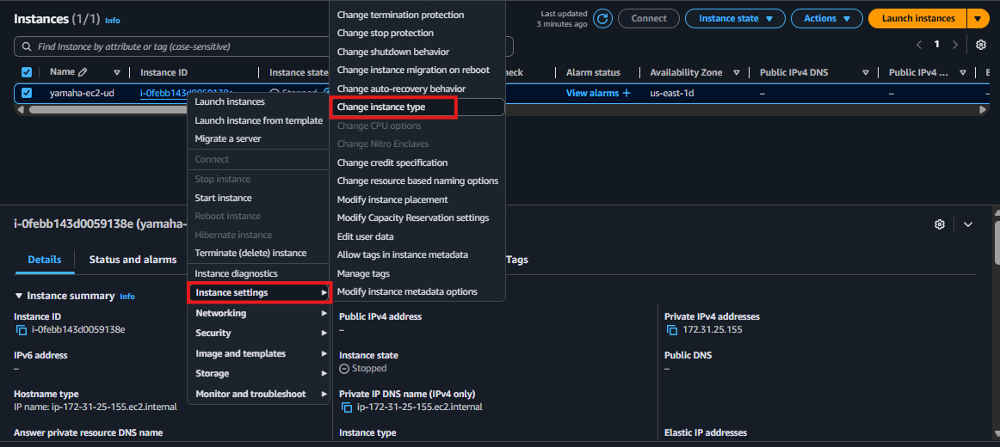 Instances (1/1) Info
Last updated
3 minutes ago
Connect
Instance state
Actions
Launch instances
Find Instance by attribute or tag (case-sensitive)
1
Name
Instance ID
Instance state
Alarm status
Availability Zone
Public IPv4 DNS
Public IPv4 ...
yamaha-ec2-ud
i-0febb143d0059138e
Stopped
View alarms +
us-east-1d
–
–
Change termination protection
Change stop protection
Change shutdown behavior
Change instance migration on reboot
Change auto-recovery behavior
Change instance type
Change CPU options
Change Nitro Enclaves
Change credit specification
Change resource based naming options
Modify instance placement
Modify Capacity Reservation settings
Edit user data
Allow tags in instance metadata
Manage tags
Modify instance metadata options
Launch instances
Launch instance from template
Migrate a server
Connect
Stop instance
Start instance
Reboot instance
Hibernate instance
Terminate (delete) instance
Instance diagnostics
Instance settings
Networking
Security
Image and templates
Storage
Monitor and troubleshoot
i-0febb143d0059138e (yamaha-
Details
Status and alarms
Tags
Instance summary Info
Instance ID
i-0febb143d0059138e
IPv6 address
–
Hostname type
IP name: ip-172-31-25-155.ec2.internal
Answer private resource DNS name
Public IPv4 address
–
Instance state
Stopped
Private IP DNS name (IPv4 only)
ip-172-31-25-155.ec2.internal
Instance type
Private IPv4 addresses
172.31.25.155
Public DNS
–
Elastic IP addresses